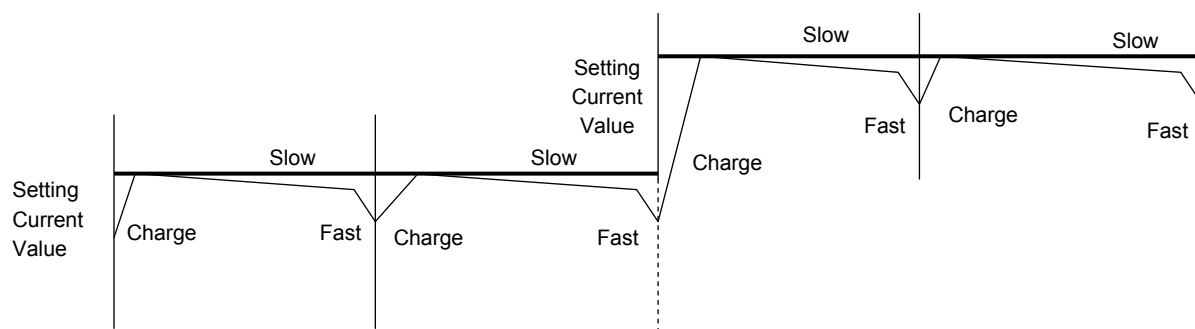 Slow
Slow
Setting
Current
Value
Fast
Charge
Fast
Charge
Slow
Slow
Setting
Current
Value
Charge
Fast
Charge
Fast